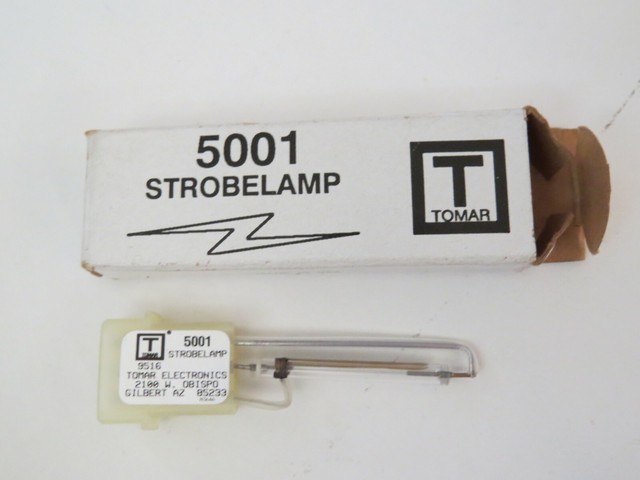 5001
STROBELAMP
T
TOMAR
T
5001
STROBELAMP
9516
TOMAR ELECTRONICS
2100 W. OBISPO
GILBERT AZ 85233